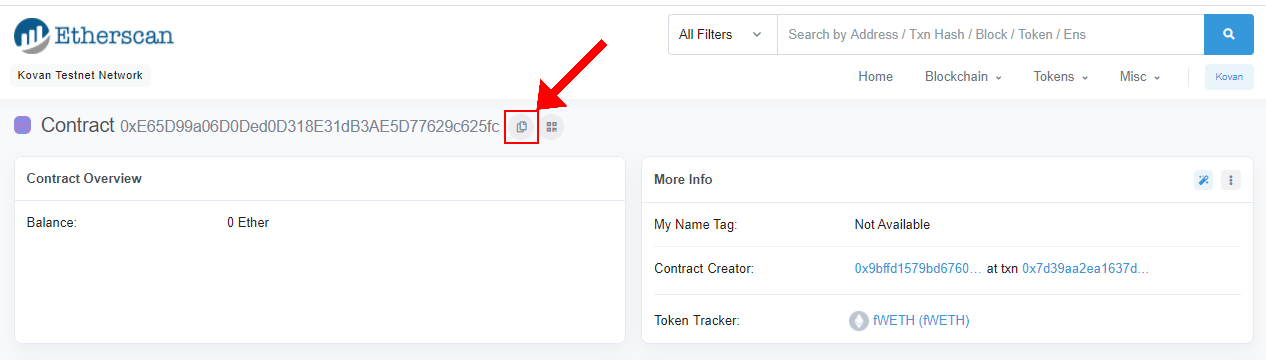 Etherscan
All Filters Search by Address / Txn Hash / Block / Token / Ens
Kovan Testnet Network
Home Blockchain Tokens Misc Kovan
Contract 0xE65D99a06D0Ded0D318E31dB3AE5D77629c625fc
Contract Overview
Balance: 0 Ether
More Info
My Name Tag: Not Available
Contract Creator: 0x9bffd1579bd6760... at txn 0x7d39aa2ea1637d...
Token Tracker: fWETH (fWETH)